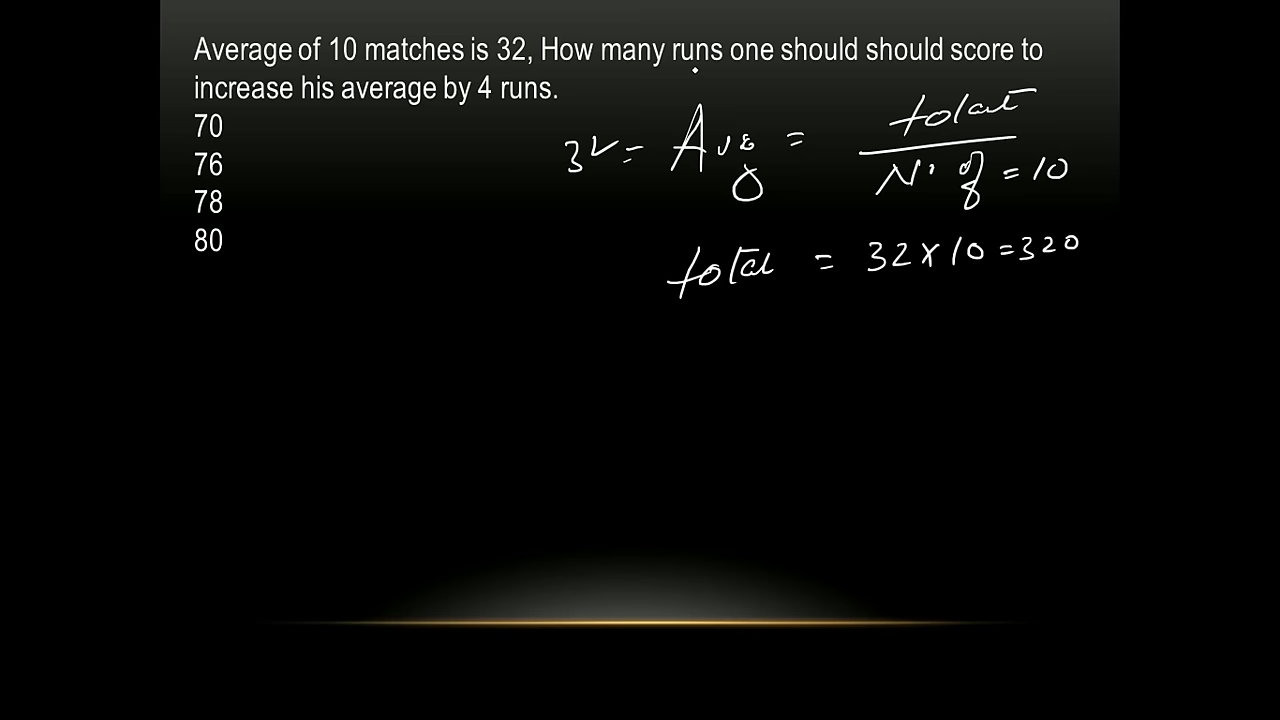 Average of 10 matches is 32, How many runs one should should score to
increase his average by 4 runs.
70
76
78
80
32 = Avg = total / No. of = 10
total = 32 x 10 = 320